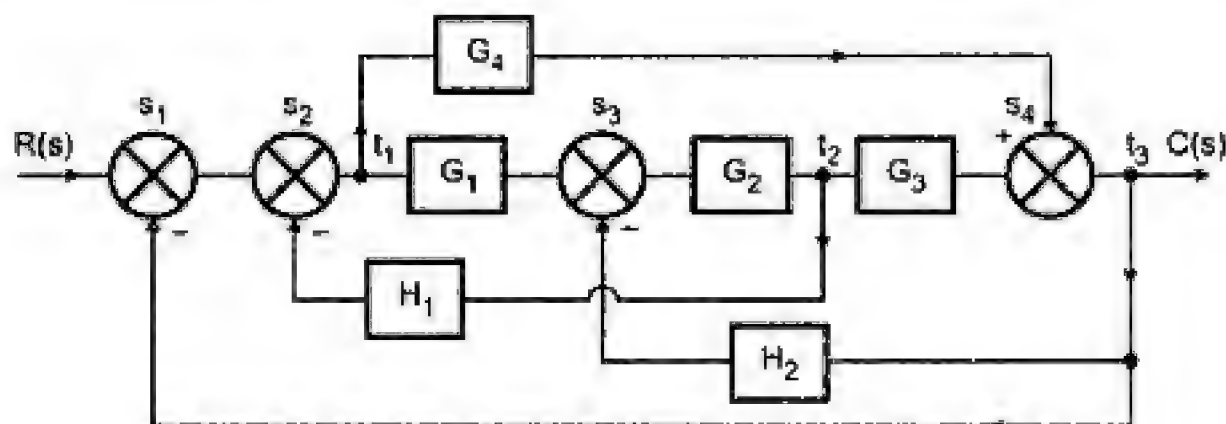 G4
s1 s2 s3 s4
R(s) t1 G1 G2 t2 G3 + t3 C(s)
− − −
H1
H2